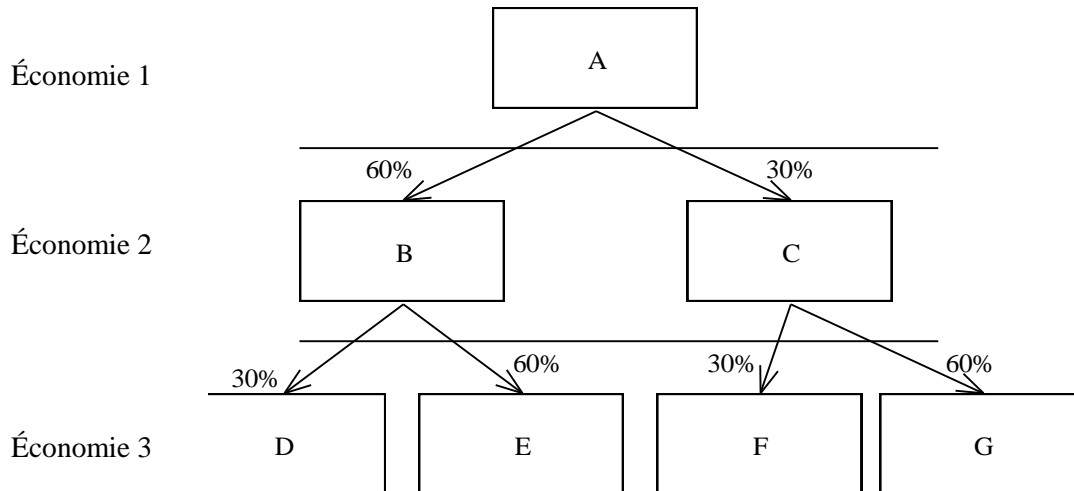 Économie 1
A
60%
30%
Économie 2
B
C
30%
60%
30%
60%
Économie 3
D
E
F
G